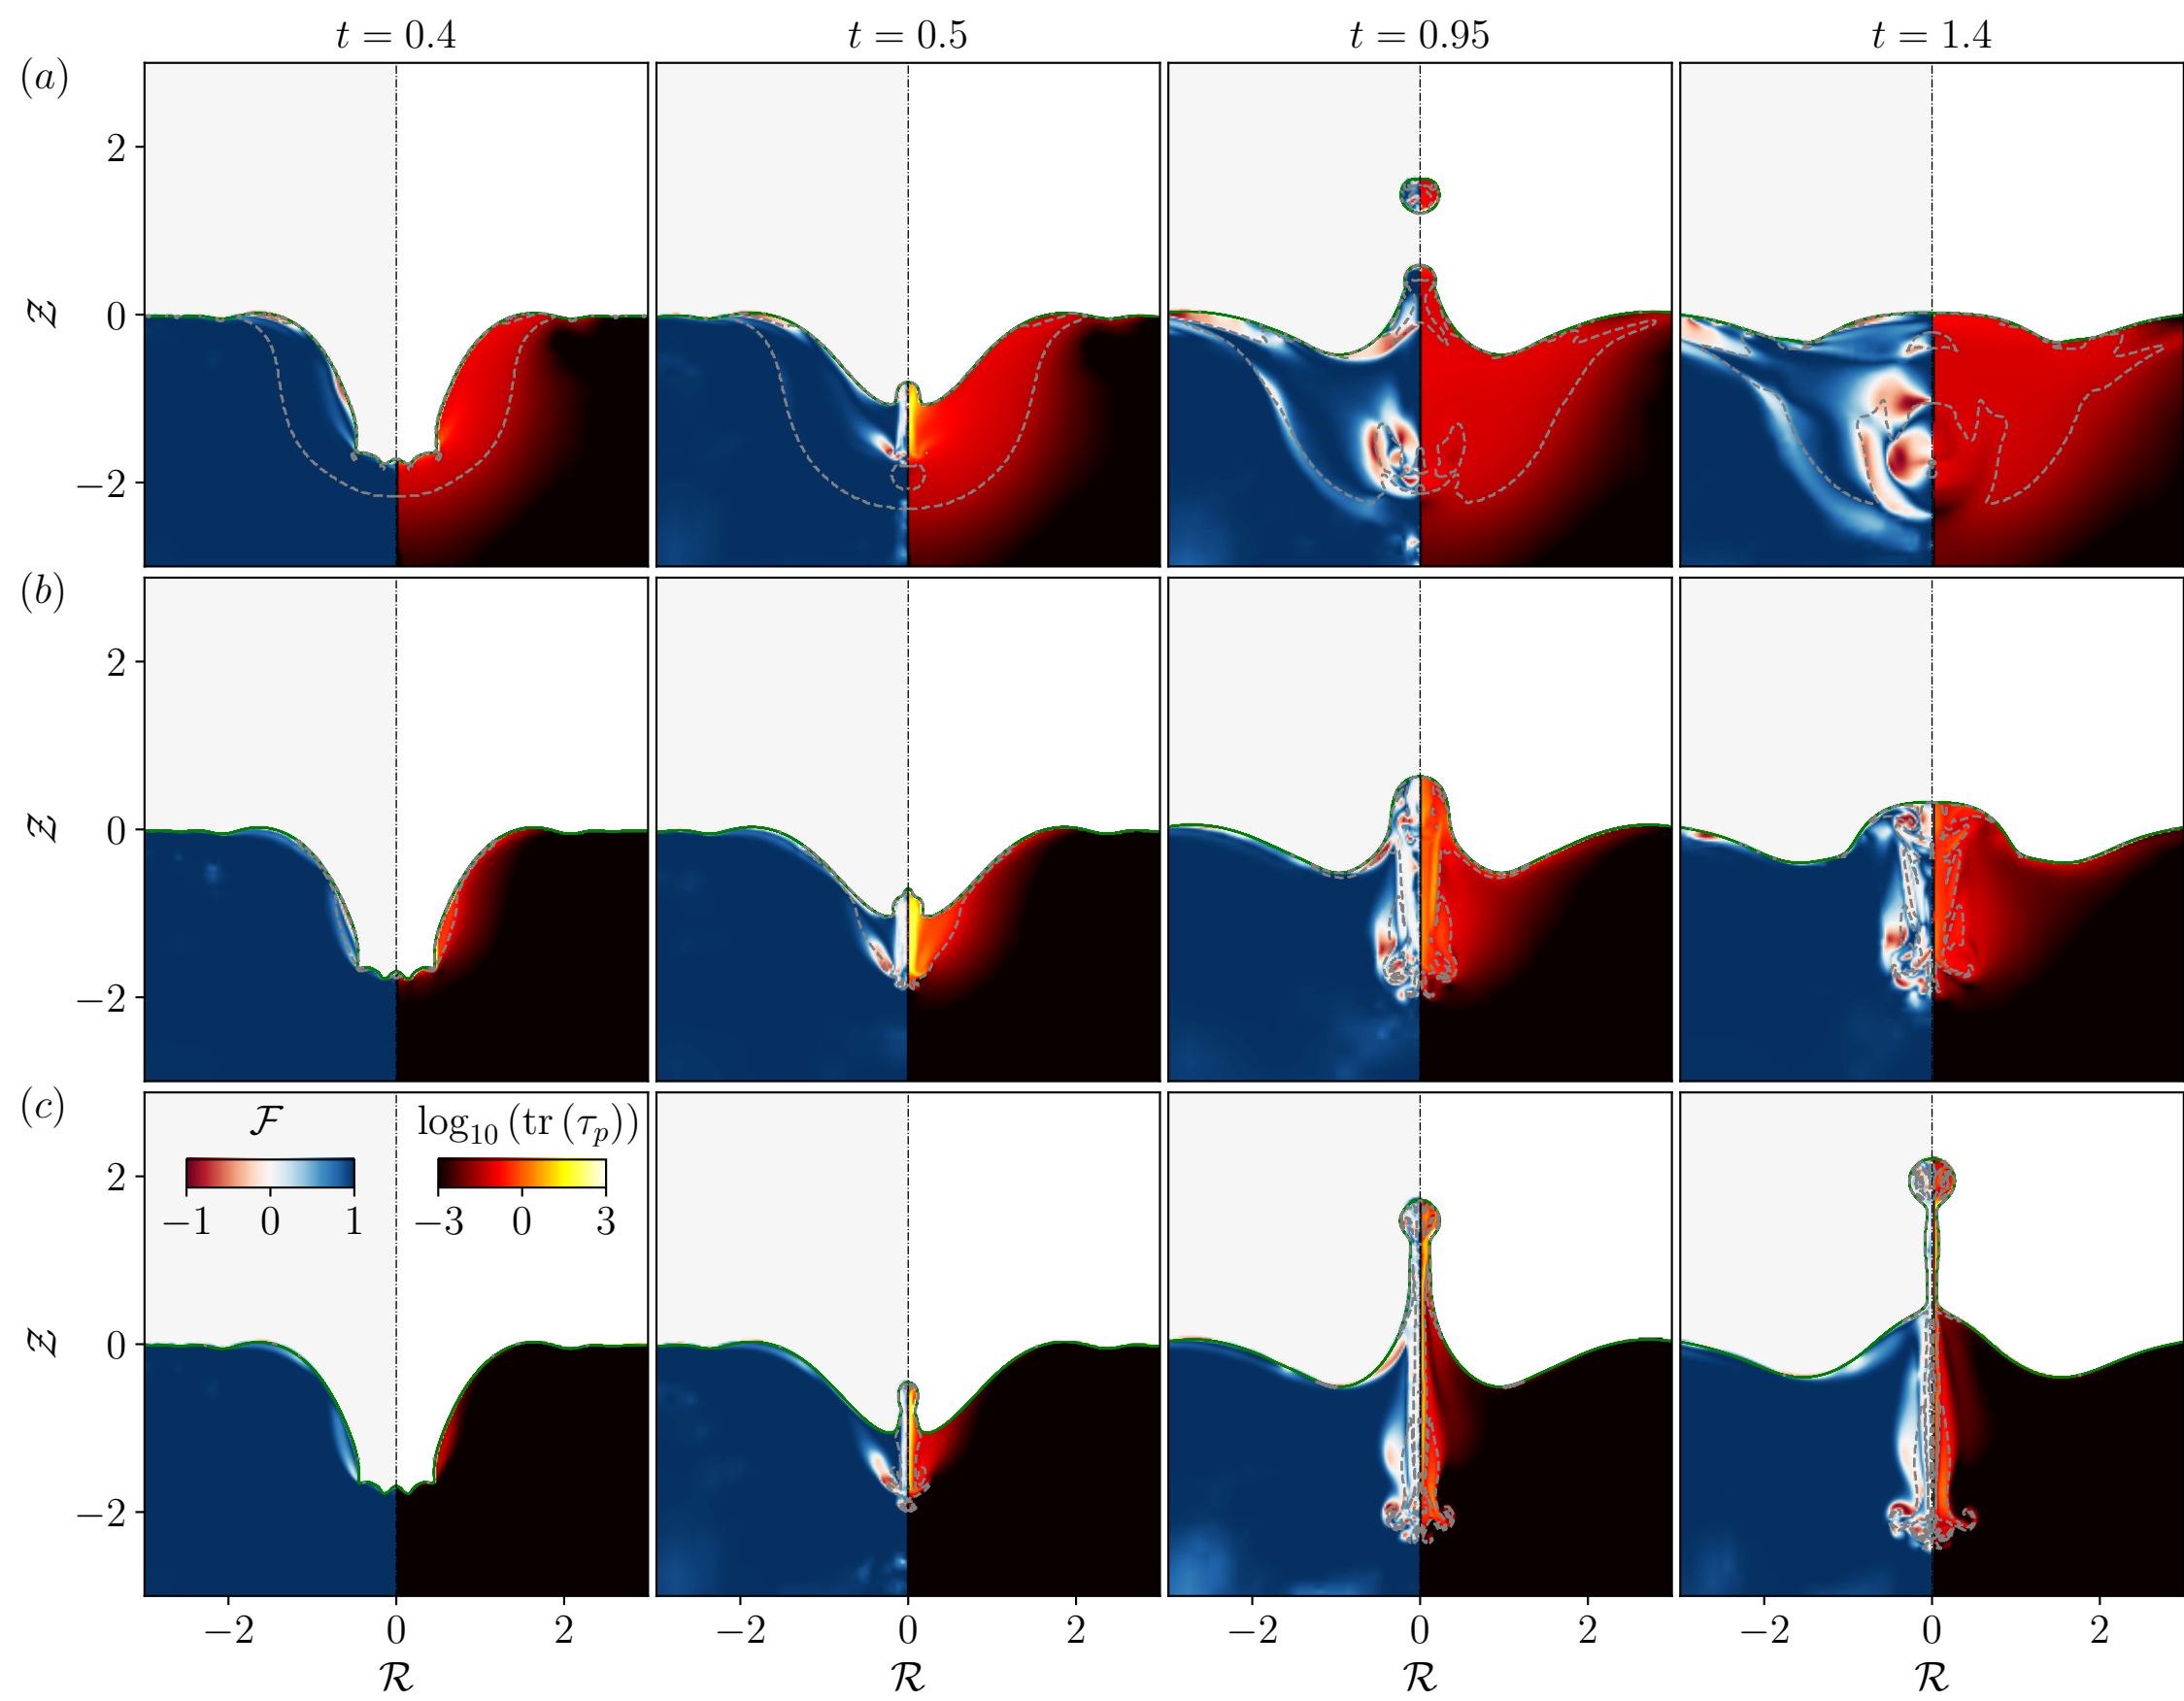 t = 0.4 t = 0.5 t = 0.95 t = 1.4
(a)
2
𝒵 0
−2
(b)
2
𝒵 0
−2
(c) ℱ log₁₀ (tr (τₚ))
2
−1 0 1 −3 0 3
𝒵 0
−2
−2 0 2 −2 0 2 −2 0 2 −2 0 2
ℛ ℛ ℛ ℛ